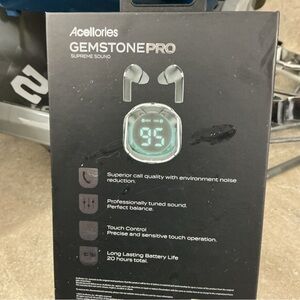 Acellories
GEMSTONEPRO
SUPREME SOUND
95
Superior call quality with environment noise
reduction.
Professionally tuned sound.
Perfect balance.
Touch Control
Precise and sensitive touch operation.
Long Lasting Battery Life
20 hours total.
2